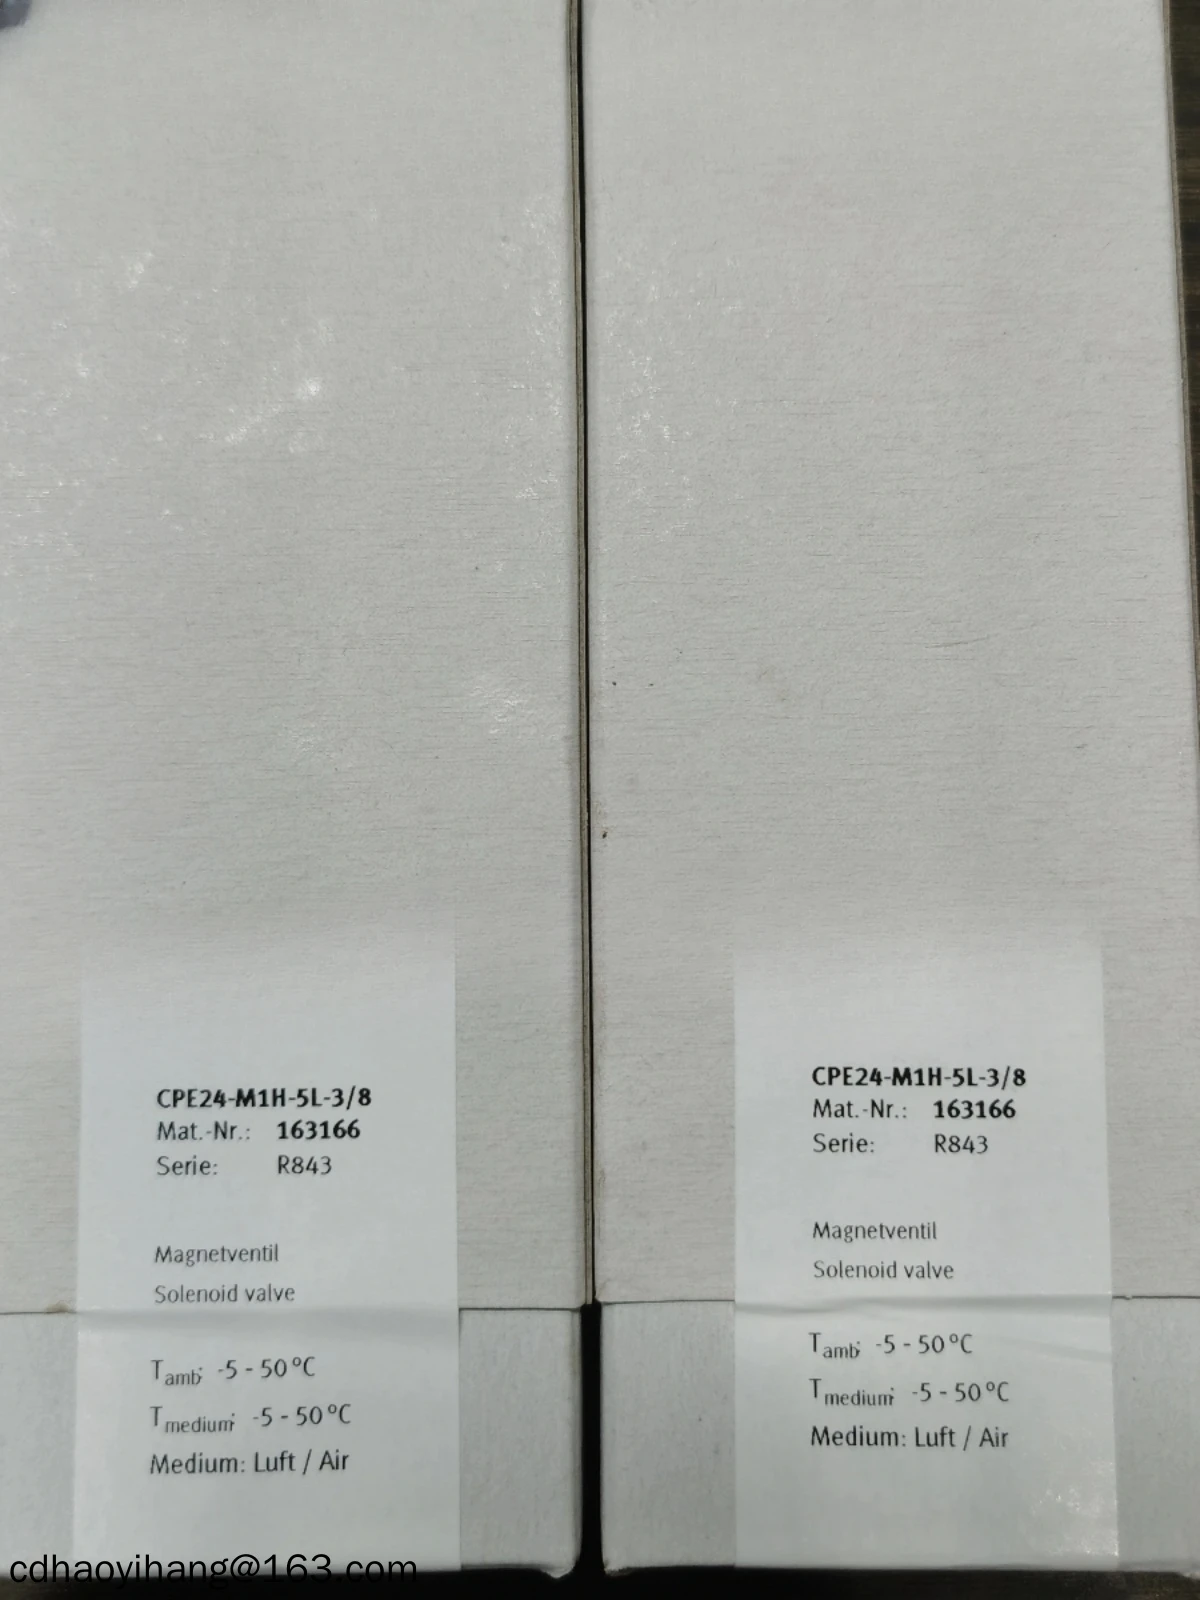 CPE24-M1H-5L-3/8
Mat.-Nr.: 163166
Serie: R843
Magnetventil
Solenoid valve
Tamb: -5 - 50°C
Tmedium: -5 - 50°C
Medium: Luft / Air
CPE24-M1H-5L-3/8
Mat.-Nr.: 163166
Serie: R843
Magnetventil
Solenoid valve
Tamb: -5 - 50°C
Tmedium: -5 - 50°C
Medium: Luft / Air
cdhaoyihang@163.com